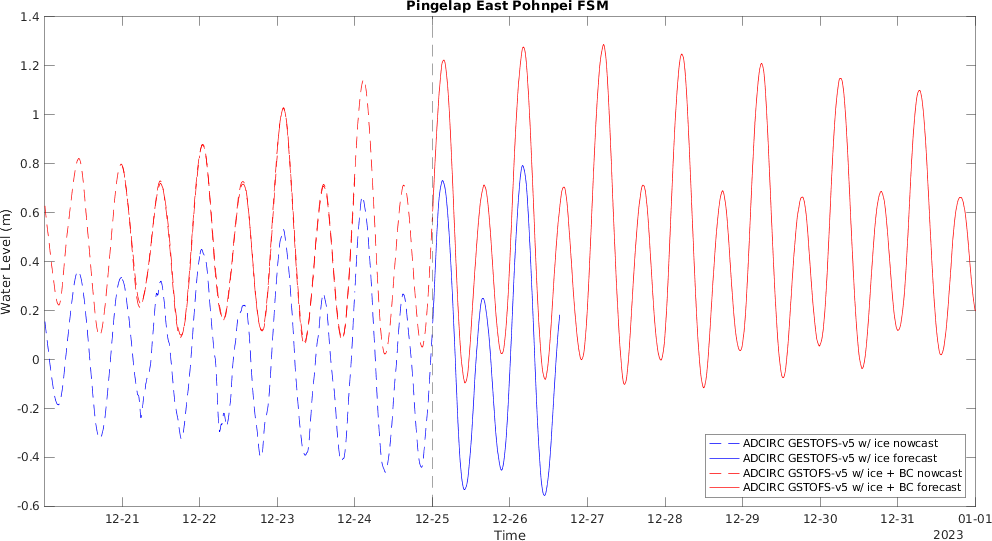 Pingelap East Pohnpei FSM
1.4
1.2
1
0.8
0.6
0.4
0.2
0
-0.2
-0.4
-0.6
Water Level (m)
12-21 12-22 12-23 12-24 12-25 12-26 12-27 12-28 12-29 12-30 12-31 01-01
Time
2023
ADCIRC GESTOFS-v5 w/ ice nowcast
ADCIRC GESTOFS-v5 w/ ice forecast
ADCIRC GSTOFS-v5 w/ ice + BC nowcast
ADCIRC GSTOFS-v5 w/ ice + BC forecast